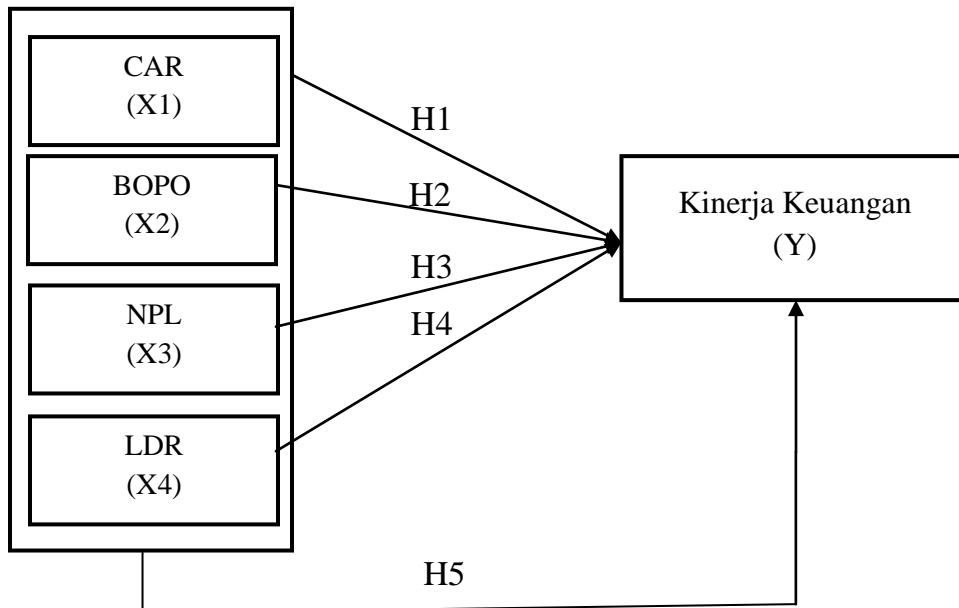 CAR
(X1)
BOPO
(X2)
NPL
(X3)
LDR
(X4)
H1
H2
H3
H4
H5
Kinerja Keuangan
(Y)